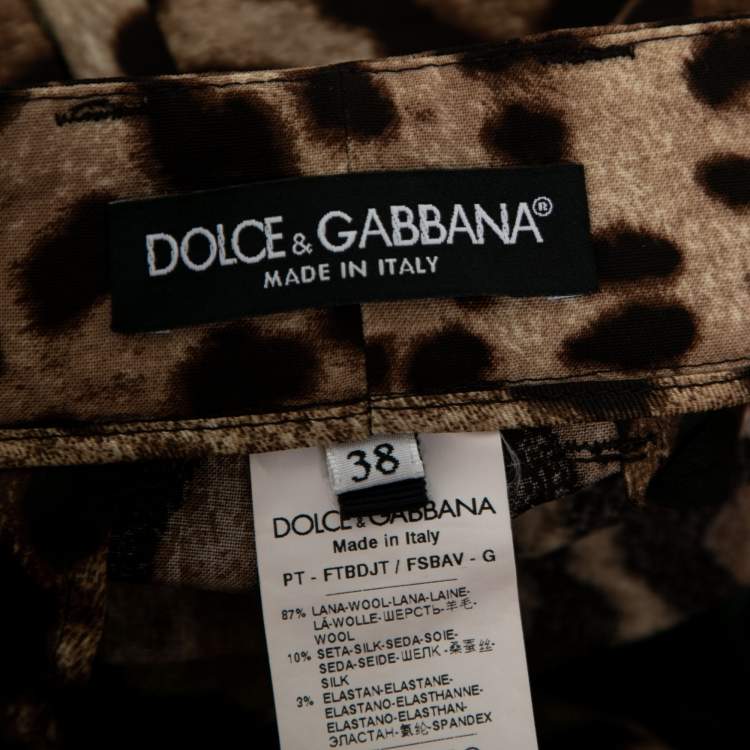 DOLCE & GABBANA®
MADE IN ITALY
38
DOLCE & GABBANA
Made in Italy
PT - FTBDJT / FSBAV - G
87% LANA-WOOL-LANA-LAINE-
LÃ-WOLLE-ШЕРСТЬ-羊毛-
WOOL
10% SETA-SILK-SEDA-SOIE-
SEDA-SEIDE-ШЕЛК-桑蚕丝-
SILK
3% ELASTAN-ELASTANE-
ELASTANO-ELASTHANNE-
ELASTANO-ELASTHAN-
ЭЛАСТАН-氨纶-SPANDEX